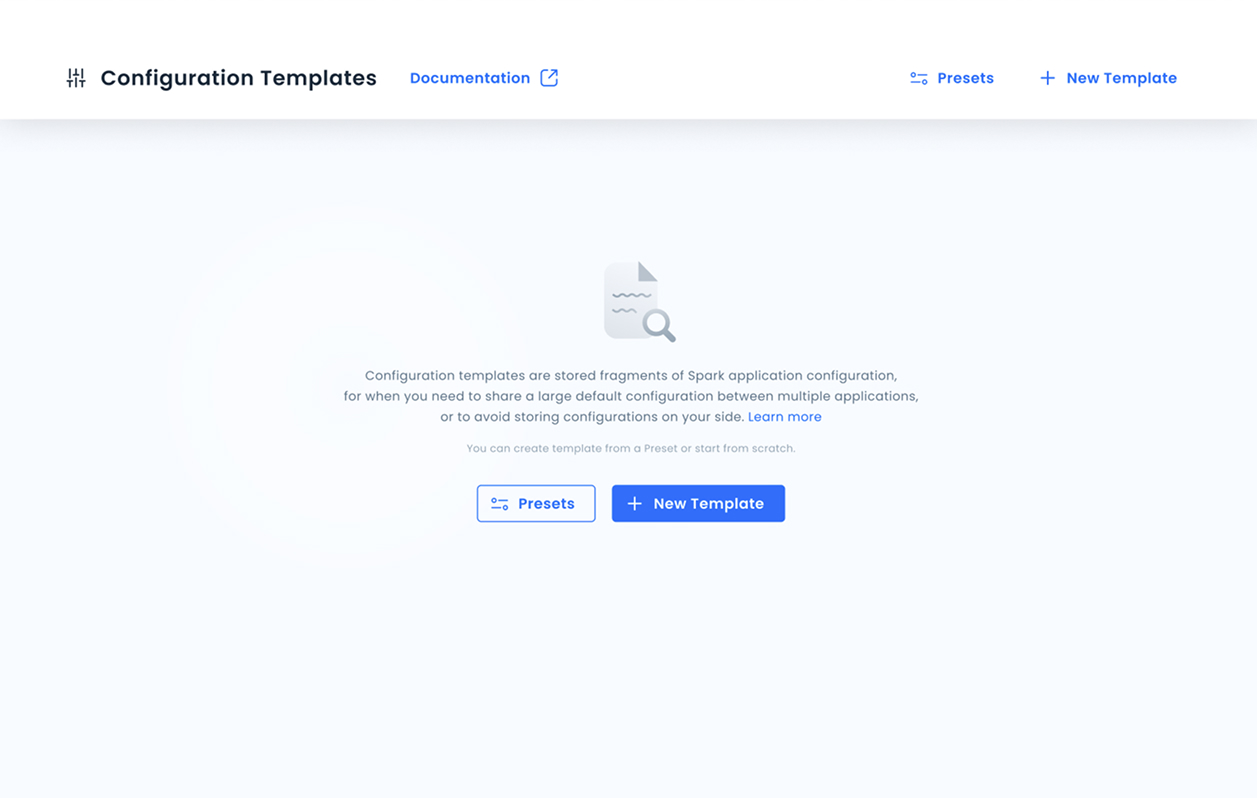 Configuration Templates Documentation Presets New Template
Configuration templates are stored fragments of Spark application configuration,
for when you need to share a large default configuration between multiple applications,
or to avoid storing configurations on your side. Learn more
You can create template from a Preset or start from scratch.
Presets New Template